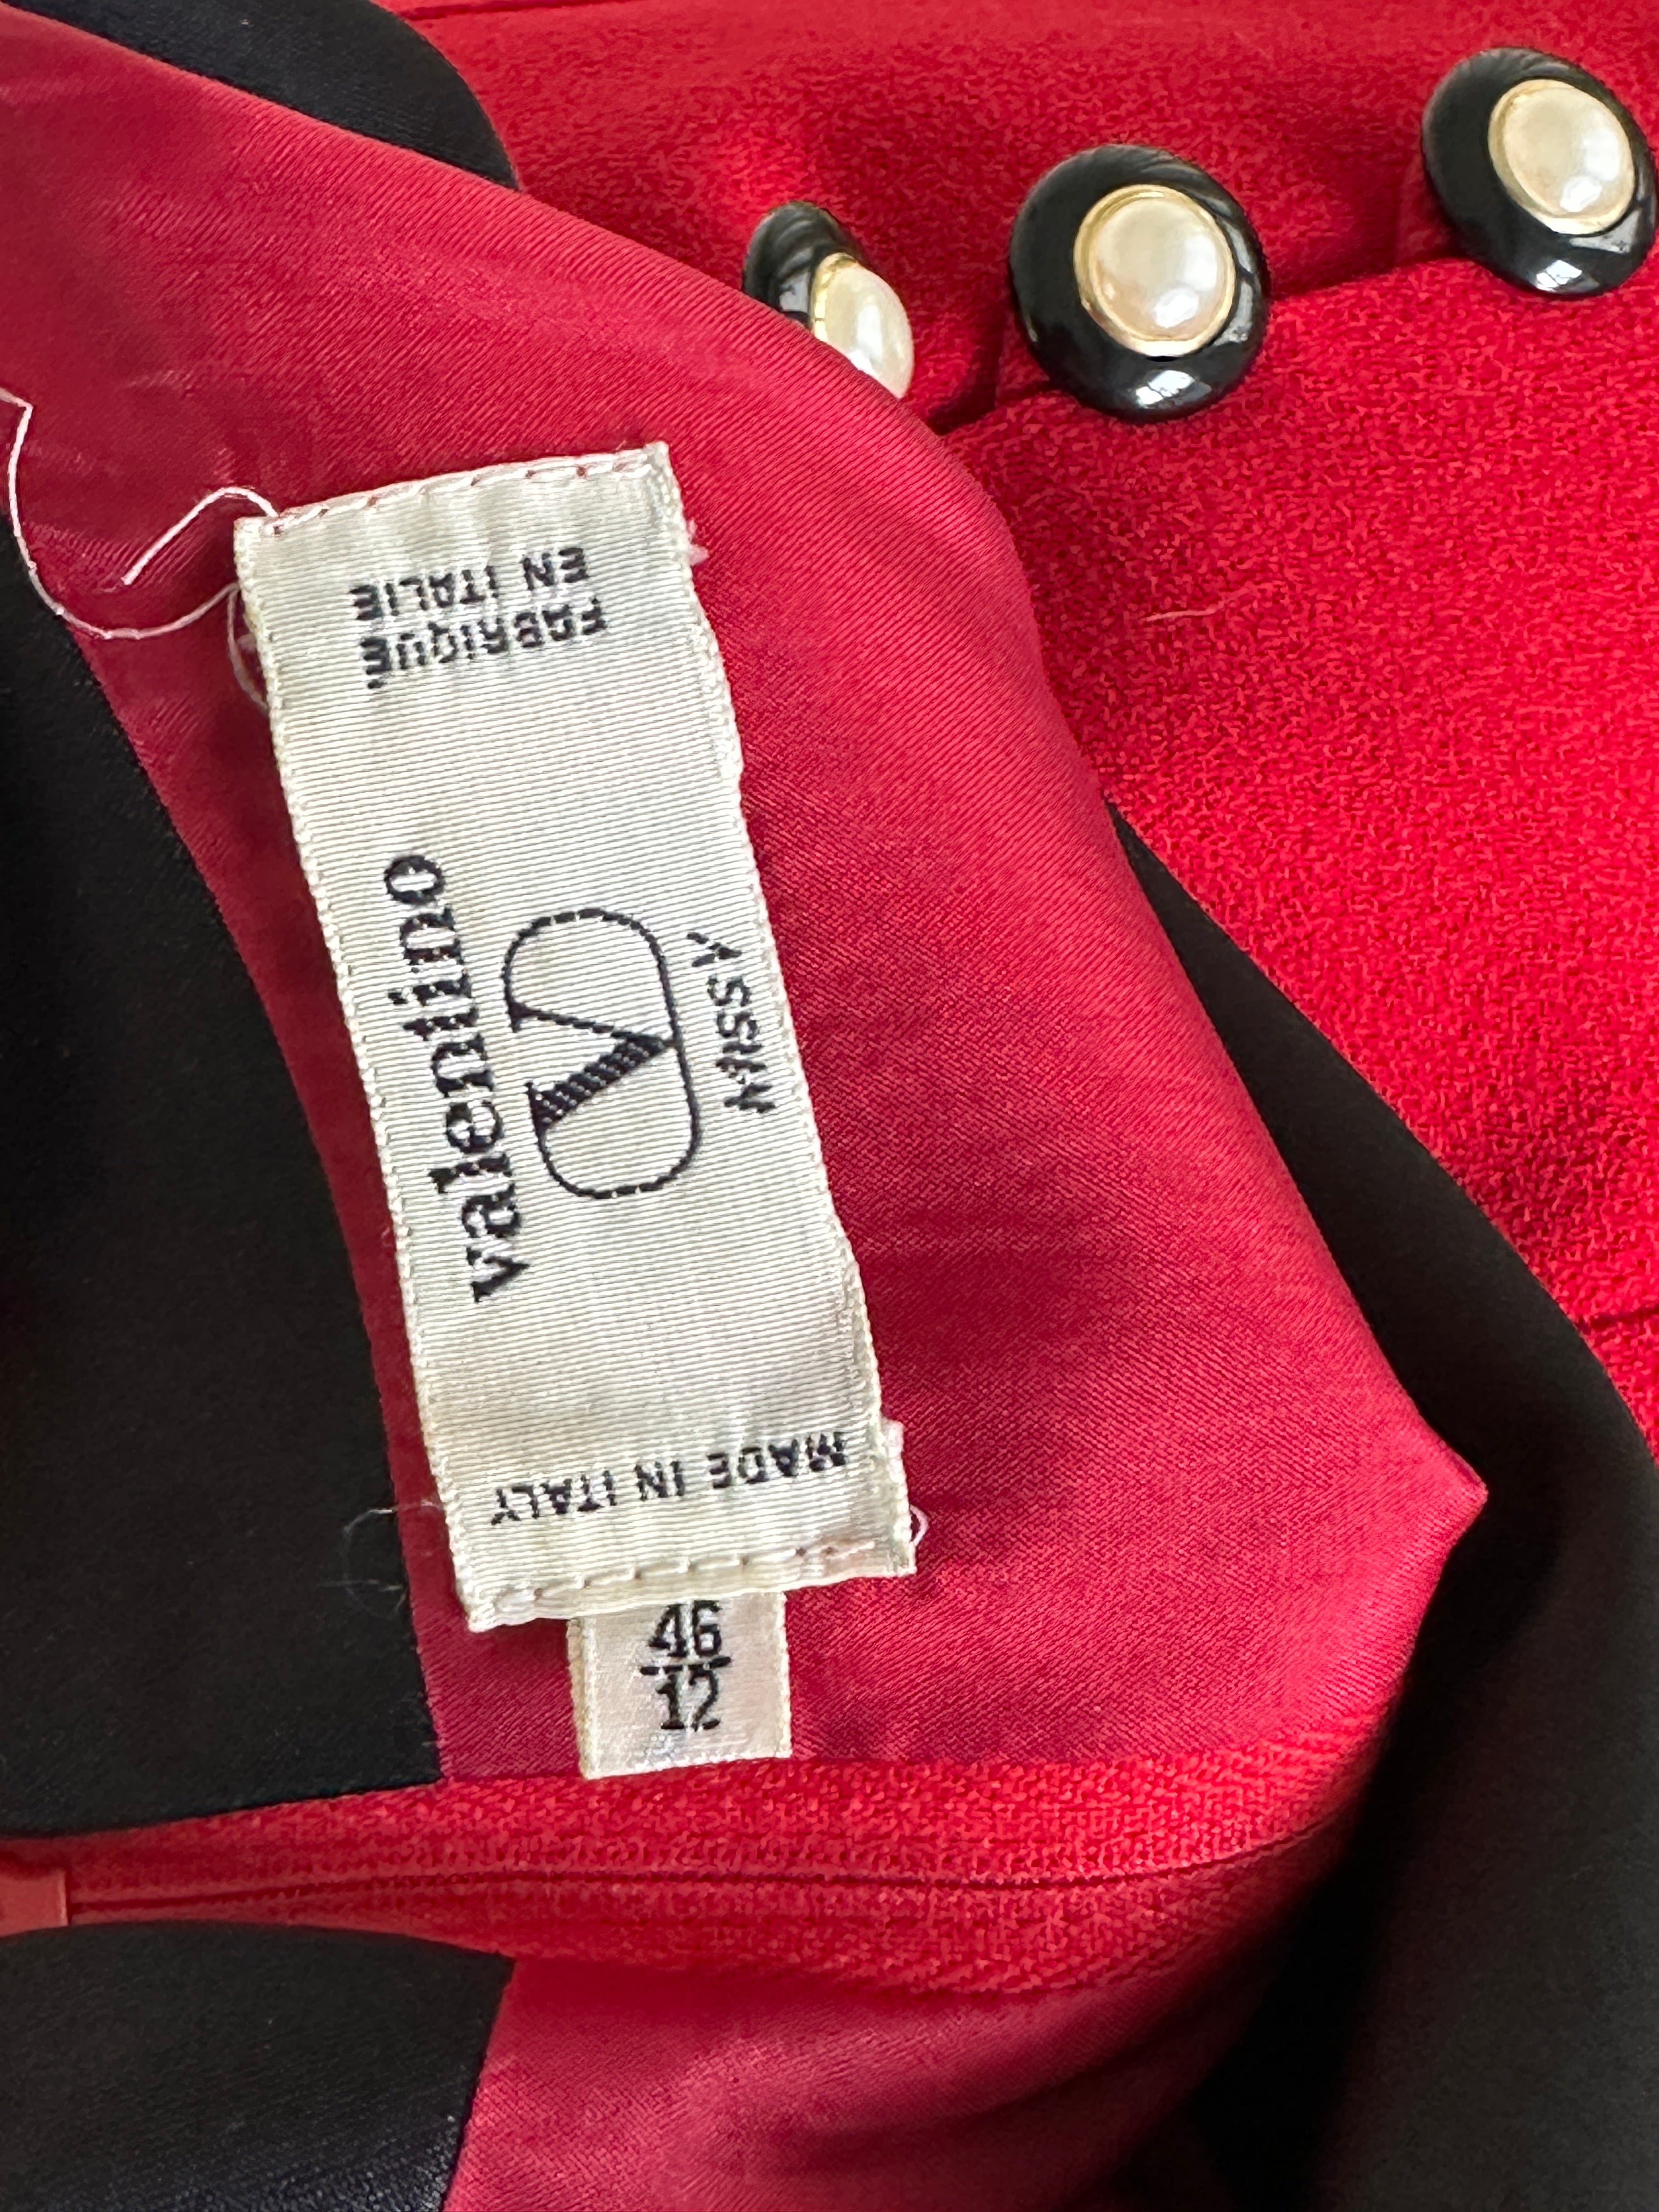 valentino
V
MISS V
MADE IN ITALY
FABRIQUE
EN ITALIE
46
12